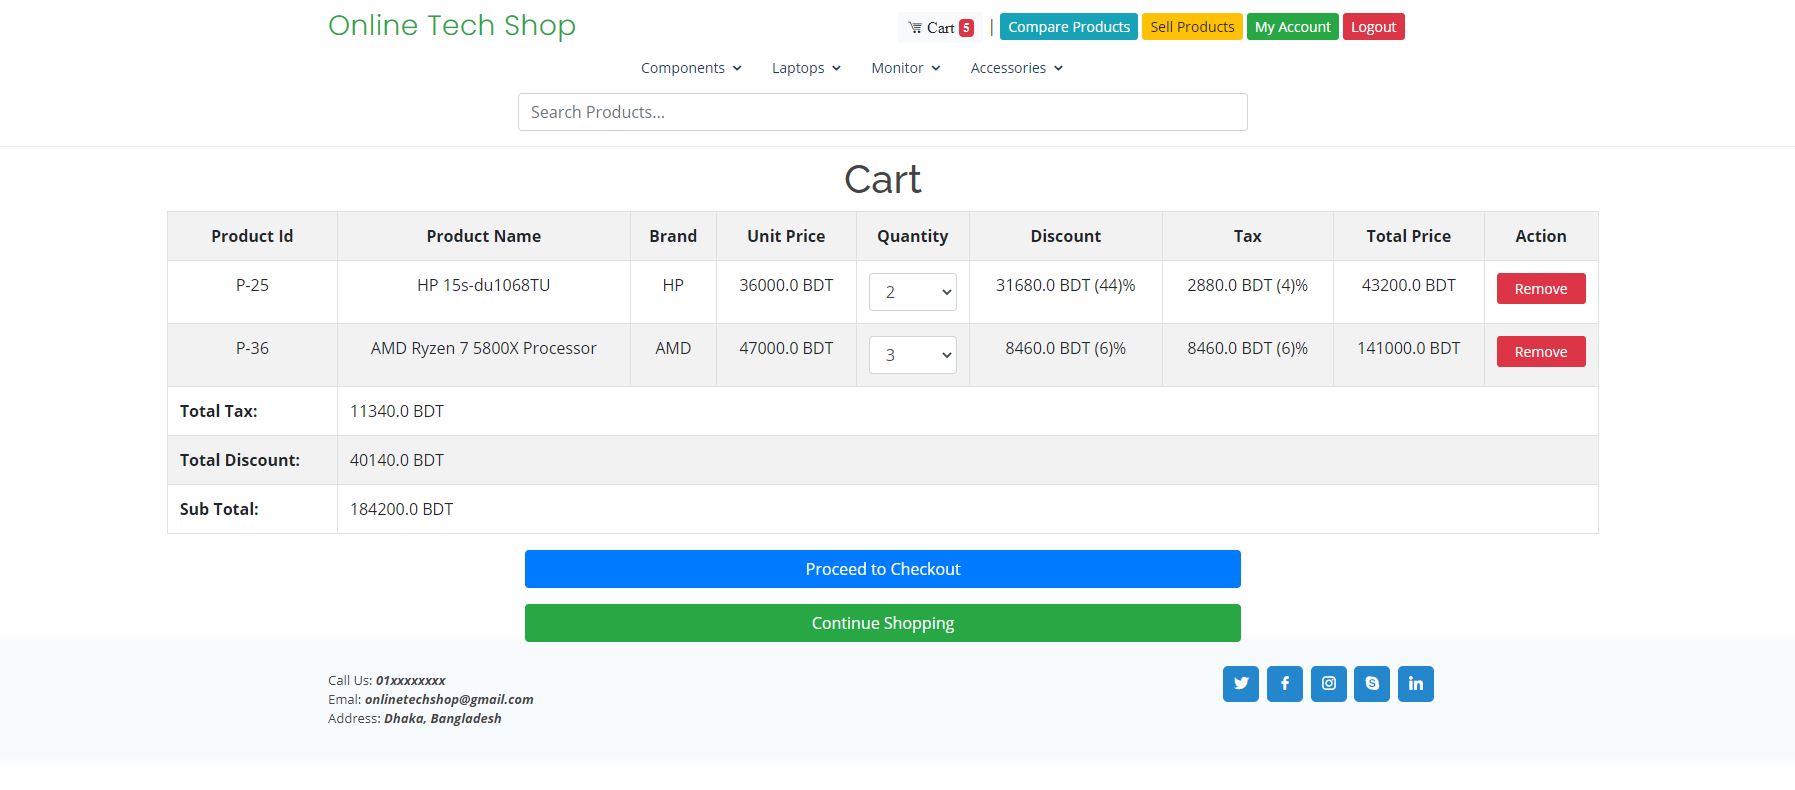 Online Tech Shop
Cart 5 | Compare Products Sell Products My Account Logout
Components Laptops Monitor Accessories
Search Products...
Cart
Product Id Product Name Brand Unit Price Quantity Discount Tax Total Price Action
P-25 HP 15s-du1068TU HP 36000.0 BDT 2 31680.0 BDT (44)% 2880.0 BDT (4)% 43200.0 BDT Remove
P-36 AMD Ryzen 7 5800X Processor AMD 47000.0 BDT 3 8460.0 BDT (6)% 8460.0 BDT (6)% 141000.0 BDT Remove
Total Tax: 11340.0 BDT
Total Discount: 40140.0 BDT
Sub Total: 184200.0 BDT
Proceed to Checkout
Continue Shopping
Call Us: 01xxxxxxxx
Emal: onlinetechshop@gmail.com
Address: Dhaka, Bangladesh